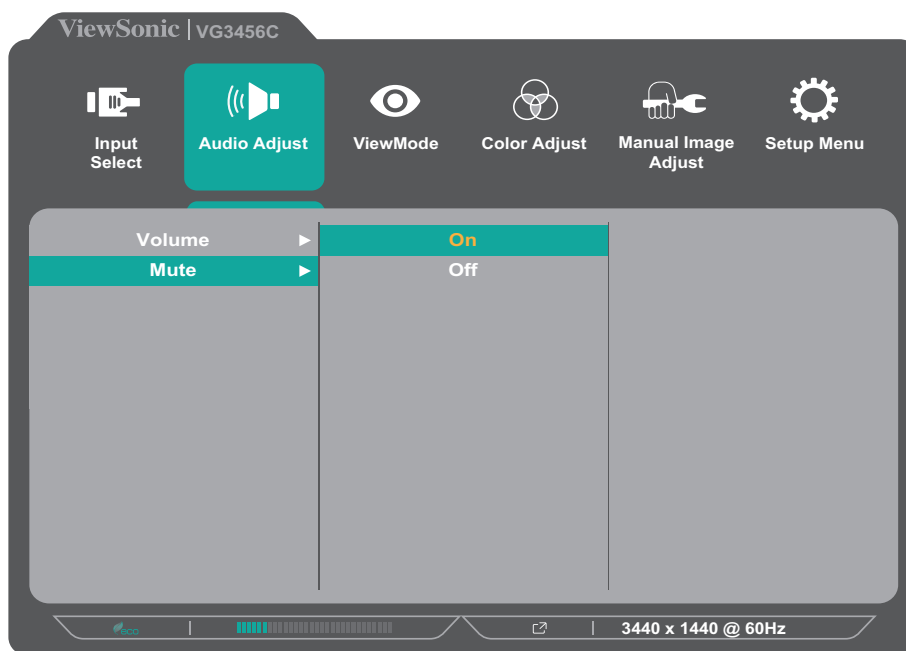 ViewSonic | VG3456C
Input Select
Audio Adjust
ViewMode
Color Adjust
Manual Image Adjust
Setup Menu
Volume ▶ On
Mute ▶ Off
eco | 3440 x 1440 @ 60Hz